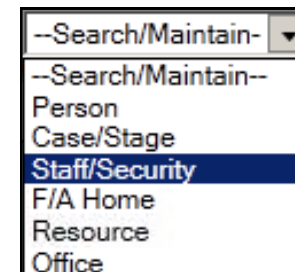 --Search/Maintain-
--Search/Maintain--
Person
Case/Stage
Staff/Security
F/A Home
Resource
Office